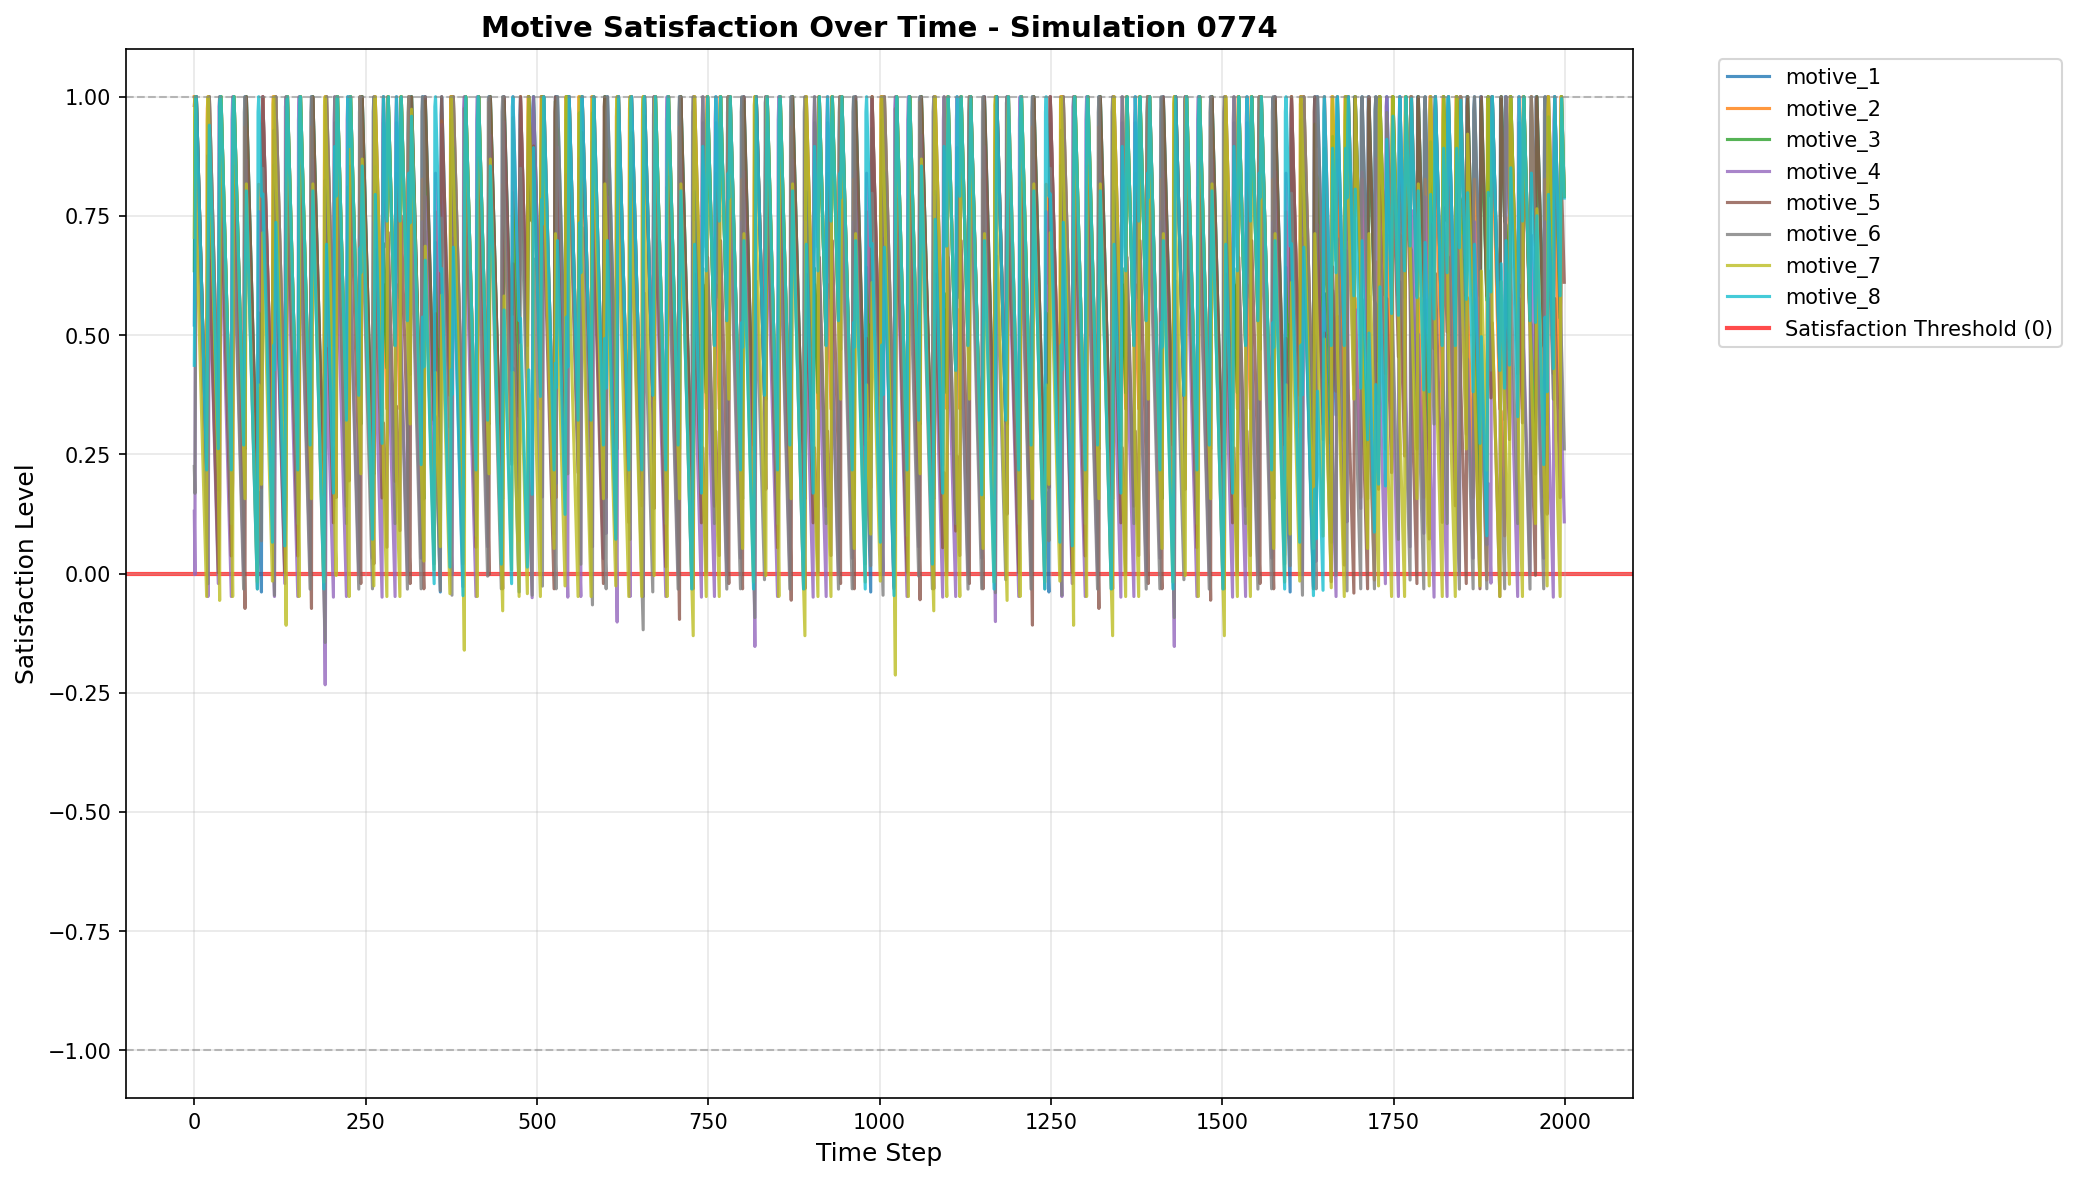 Motive Satisfaction Over Time - Simulation 0774
motive_1
motive_2
motive_3
motive_4
motive_5
motive_6
motive_7
motive_8
Satisfaction Threshold (0)
Satisfaction Level
1.00
0.75
0.50
0.25
0.00
−0.25
−0.50
−0.75
−1.00
0 250 500 750 1000 1250 1500 1750 2000
Time Step